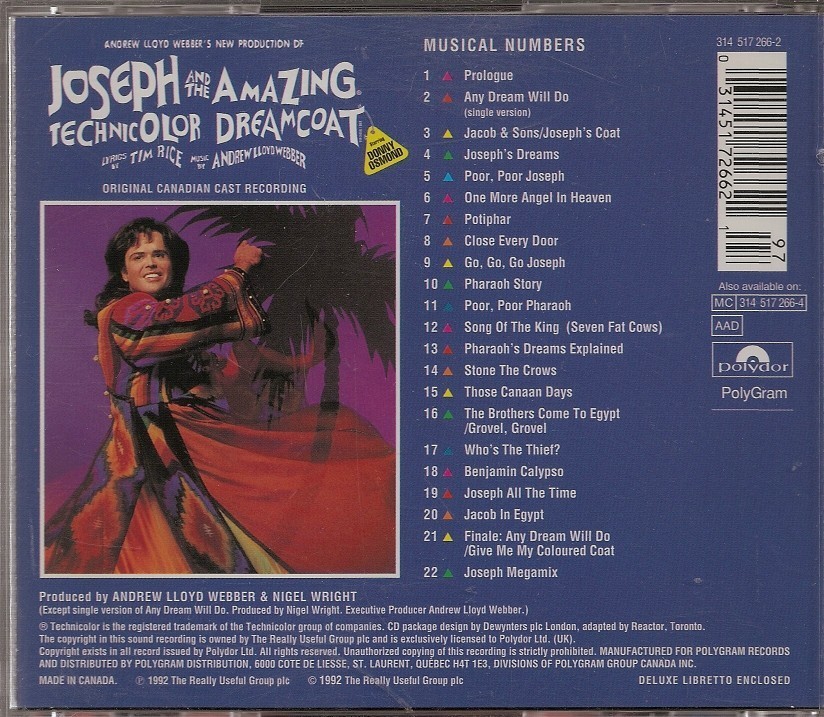 ANDREW LLOYD WEBBER'S NEW PRODUCTION OF
JOSEPH AND THE AMAZING
TECHNICOLOR DREAMCOAT
LYRICS BY TIM RICE MUSIC BY ANDREW LLOYD WEBBER
Starring
DONNY
OSMOND
ORIGINAL CANADIAN CAST RECORDING
MUSICAL NUMBERS
1 Prologue
2 Any Dream Will Do
(single version)
3 Jacob & Sons/Joseph's Coat
4 Joseph's Dreams
5 Poor, Poor Joseph
6 One More Angel In Heaven
7 Potiphar
8 Close Every Door
9 Go, Go, Go Joseph
10 Pharaoh Story
11 Poor, Poor Pharaoh
12 Song Of The King (Seven Fat Cows)
13 Pharaoh's Dreams Explained
14 Stone The Crows
15 Those Canaan Days
16 The Brothers Come To Egypt
/Grovel, Grovel
17 Who's The Thief?
18 Benjamin Calypso
19 Joseph All The Time
20 Jacob In Egypt
21 Finale: Any Dream Will Do
/Give Me My Coloured Coat
22 Joseph Megamix
314 517 266-2
0 31451 72662 1
97
Also available on:
MC 314 517 266-4
AAD
polydor
PolyGram
Produced by ANDREW LLOYD WEBBER & NIGEL WRIGHT
(Except single version of Any Dream Will Do. Produced by Nigel Wright. Executive Producer Andrew Lloyd Webber.)
® Technicolor is the registered trademark of the Technicolor group of companies. CD package design by Dewynters plc London, adapted by Reactor, Toronto.
The copyright in this sound recording is owned by The Really Useful Group plc and is exclusively licensed to Polydor Ltd. (UK).
Copyright exists in all record issued by Polydor Ltd. All rights reserved. Unauthorized copying of this recording is strictly prohibited. MANUFACTURED FOR POLYGRAM RECORDS
AND DISTRIBUTED BY POLYGRAM DISTRIBUTION, 6000 COTE DE LIESSE, ST. LAURENT, QUÉBEC H4T 1E3, DIVISIONS OF POLYGRAM GROUP CANADA INC.
MADE IN CANADA. ℗ 1992 The Really Useful Group plc © 1992 The Really Useful Group plc DELUXE LIBRETTO ENCLOSED